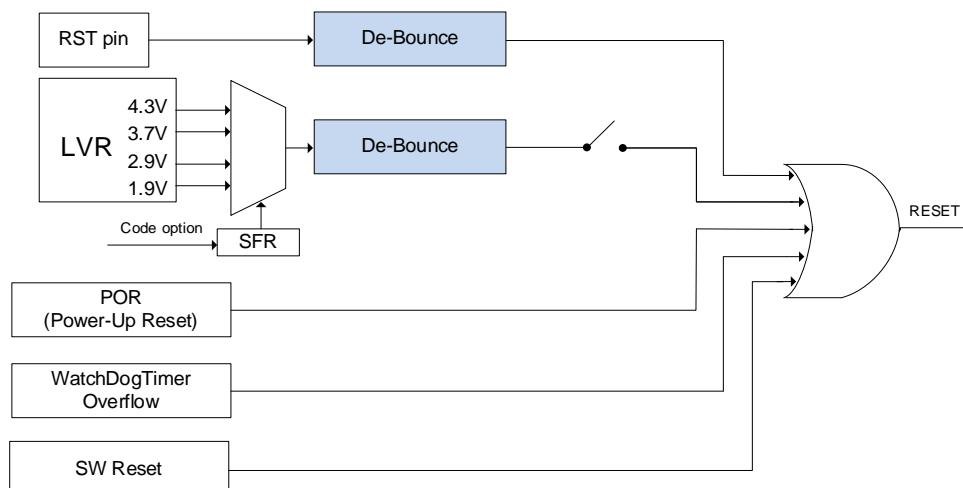 RST pin
De-Bounce
LVR
4.3V
3.7V
2.9V
1.9V
De-Bounce
Code option
SFR
RESET
POR
(Power-Up Reset)
WatchDogTimer
Overflow
SW Reset